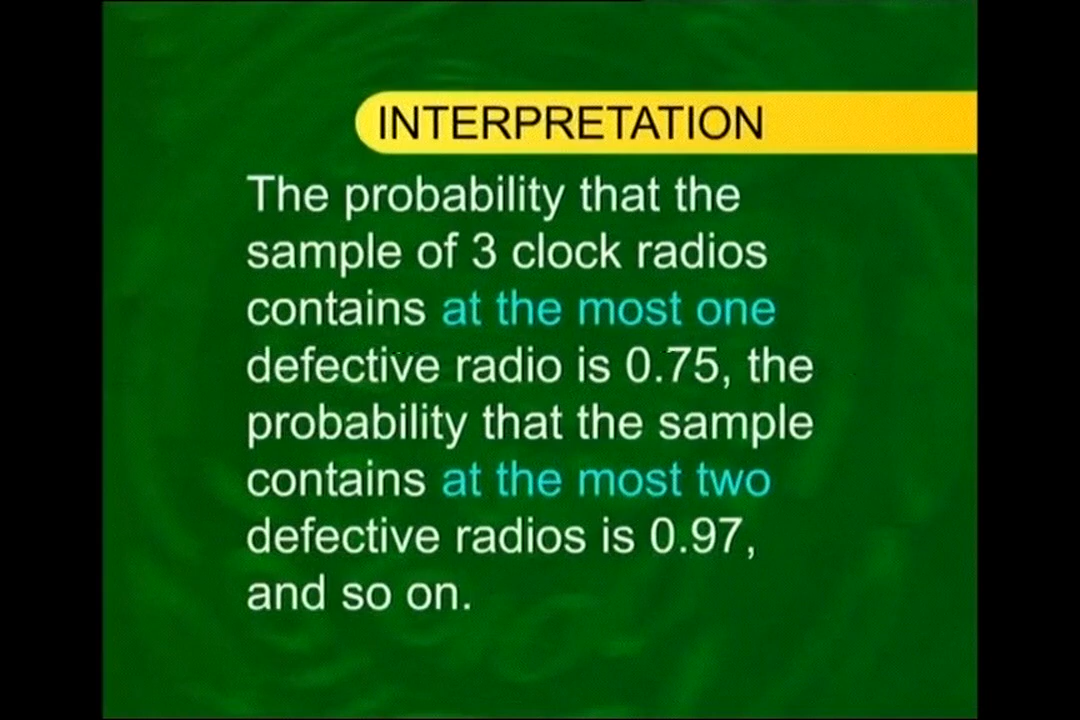 INTERPRETATION
The probability that the
sample of 3 clock radios
contains at the most one
defective radio is 0.75, the
probability that the sample
contains at the most two
defective radios is 0.97,
and so on.